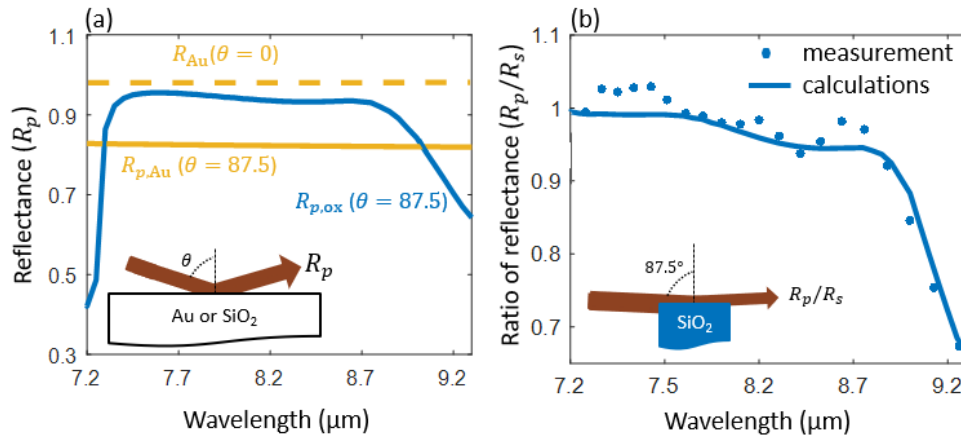 (a)
1.1
0.9
0.7
0.5
0.3
Reflectance (R_p)
R_Au(θ = 0)
R_p,Au (θ = 87.5)
R_p,ox (θ = 87.5)
θ
R_p
Au or SiO₂
7.2 7.7 8.2 8.7 9.2
Wavelength (μm)
(b)
1.1
1
0.9
0.8
0.7
Ratio of reflectance (R_p/R_s)
measurement
calculations
87.5°
R_p/R_s
SiO₂
7.2 7.5 8.2 8.7 9.2
Wavelength (μm)